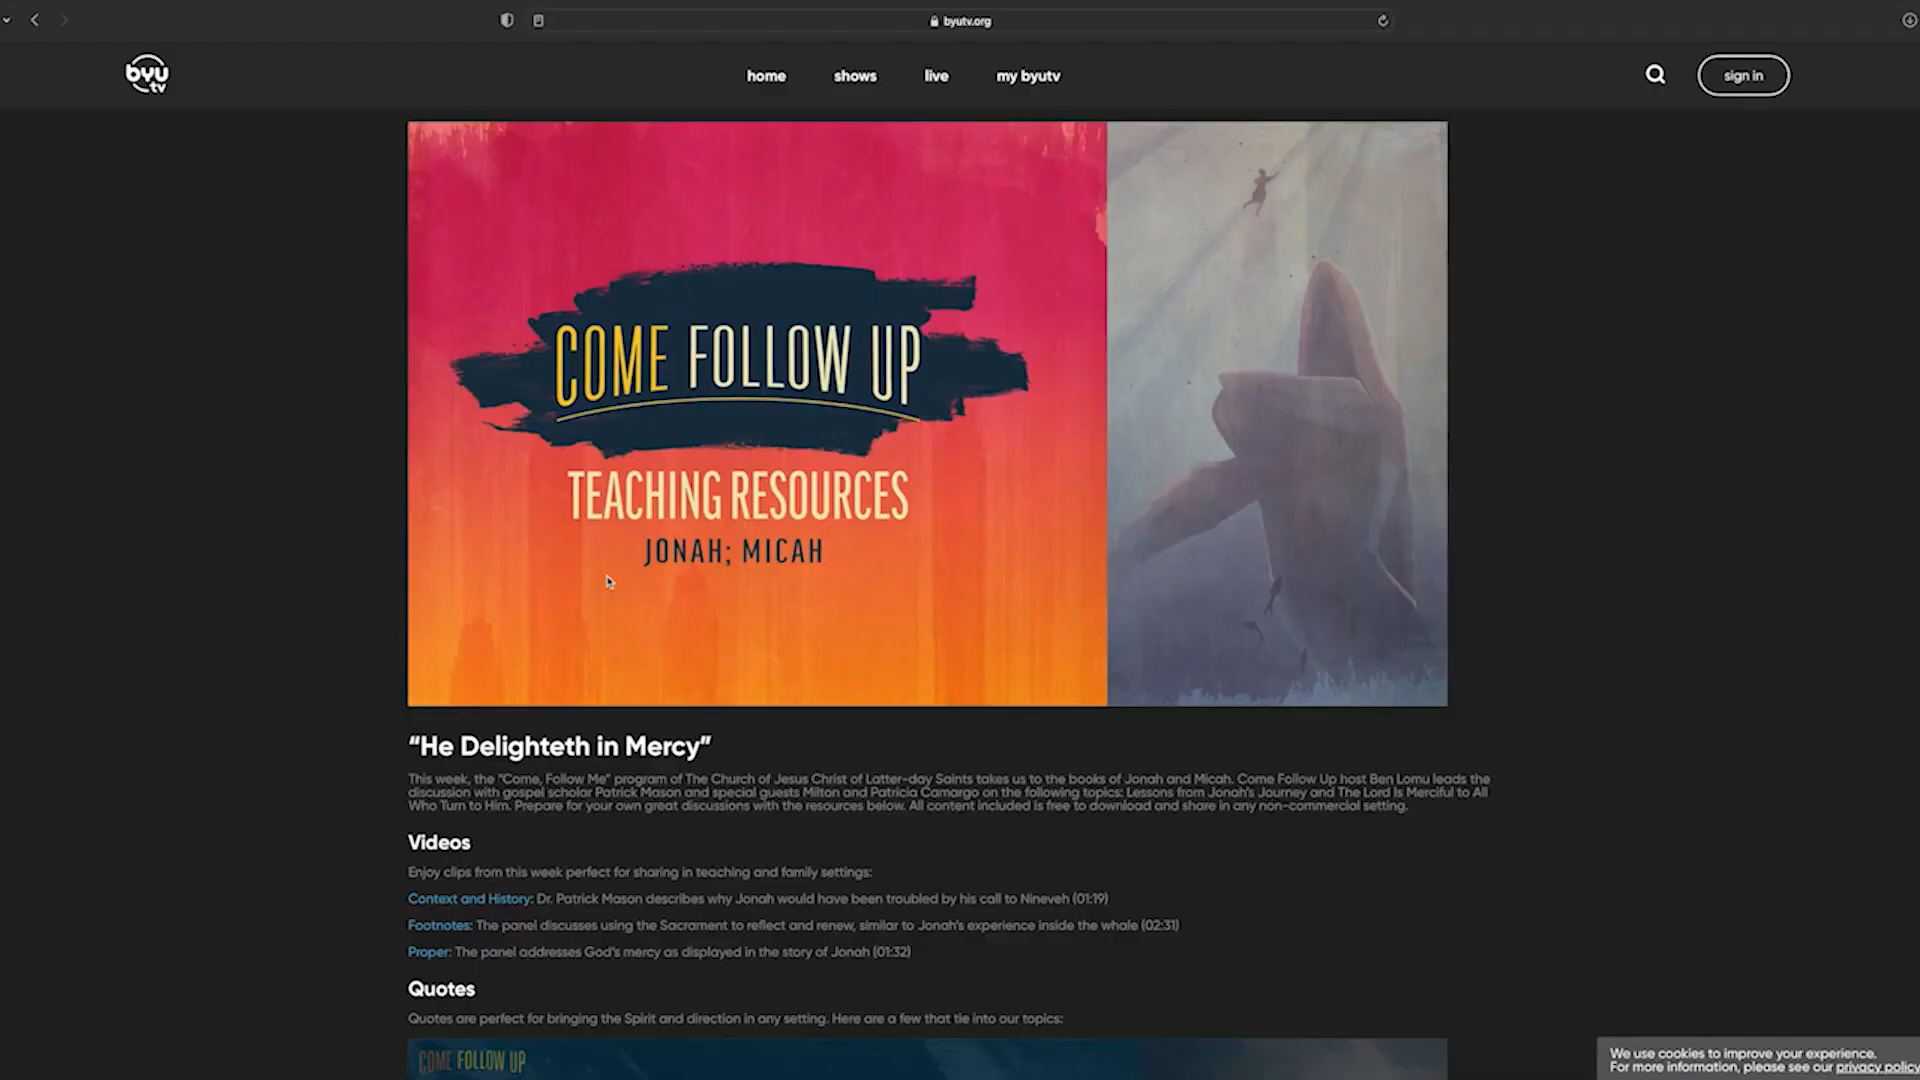 byutv.org
byu
tv
home shows live my byutv
sign in
COME FOLLOW UP
TEACHING RESOURCES
JONAH; MICAH
“He Delighteth in Mercy”
This week, the "Come, Follow Me" program of The Church of Jesus Christ of Latter-day Saints takes us to the books of Jonah and Micah. Come Follow Up host Ben Lomu leads the
discussion with gospel scholar Patrick Mason and special guests Milton and Patricia Camargo on the following topics: Lessons from Jonah's Journey and The Lord Is Merciful to All
Who Turn to Him. Prepare for your own great discussions with the resources below. All content included is free to download and share in any non-commercial setting.
Videos
Enjoy clips from this week perfect for sharing in teaching and family settings:
Context and History: Dr. Patrick Mason describes why Jonah would have been troubled by his call to Nineveh (01:19)
Footnotes: The panel discusses using the Sacrament to reflect and renew, similar to Jonah's experience inside the whale (02:31)
Proper: The panel addresses God's mercy as displayed in the story of Jonah (01:32)
Quotes
Quotes are perfect for bringing the Spirit and direction in any setting. Here are a few that tie into our topics:
COME FOLLOW UP
We use cookies to improve your experience.
For more information, please see our privacy policy